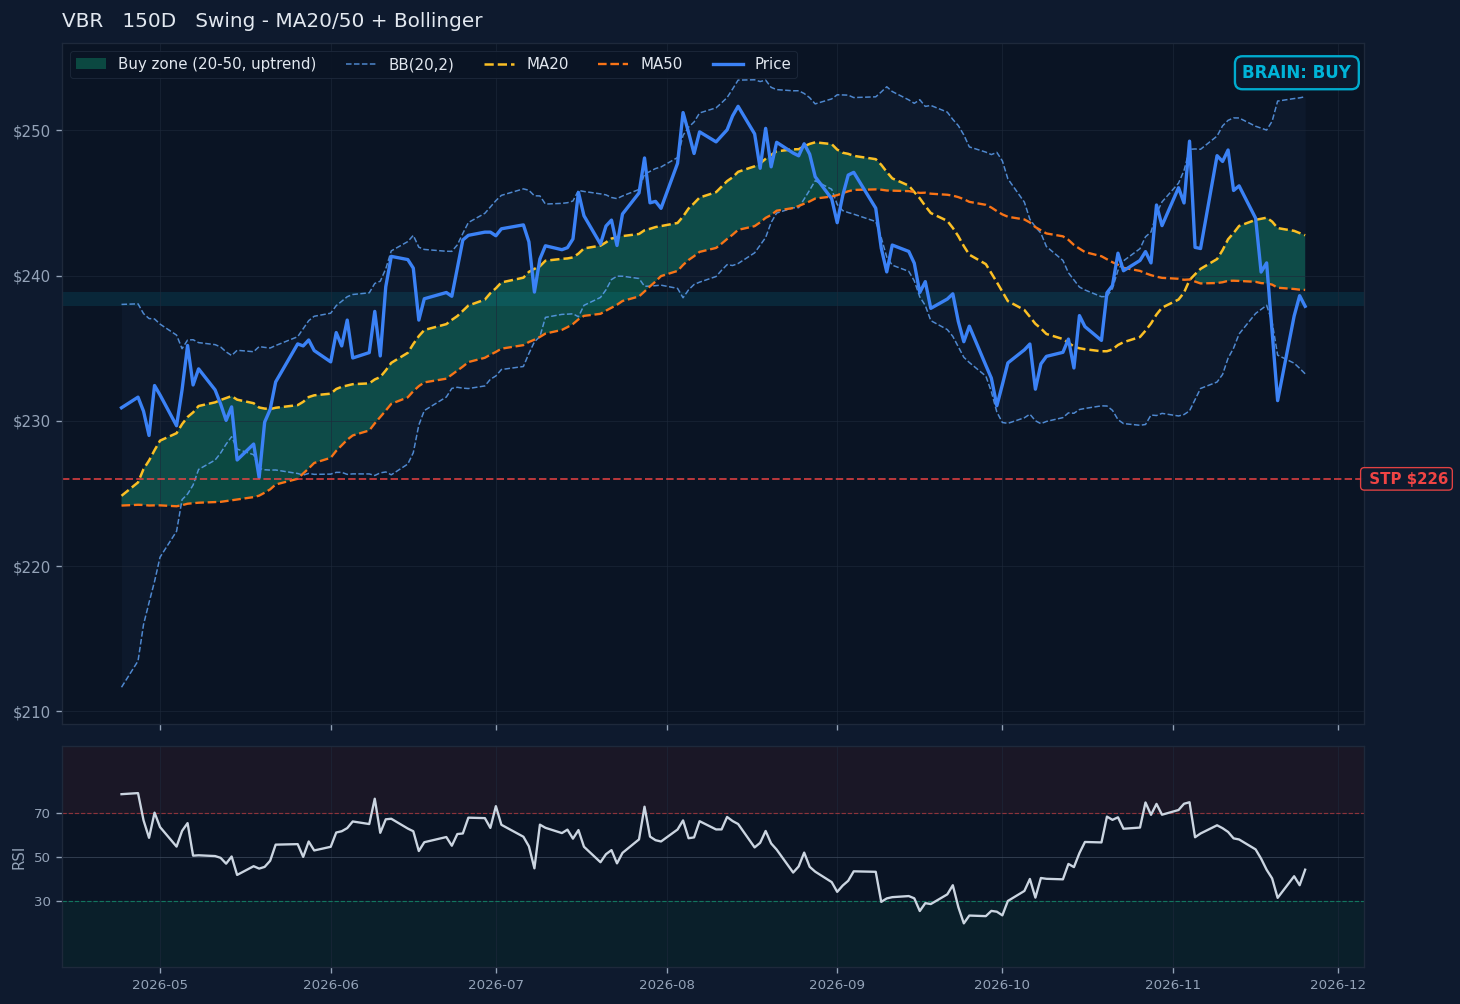 VBR 150D Swing - MA20/50 + Bollinger
Buy zone (20-50, uptrend) BB(20,2) MA20 MA50 Price
BRAIN: BUY
$250
$240
$230
$220
$210
STP $226
RSI
70
50
30
2026-05 2026-06 2026-07 2026-08 2026-09 2026-10 2026-11 2026-12